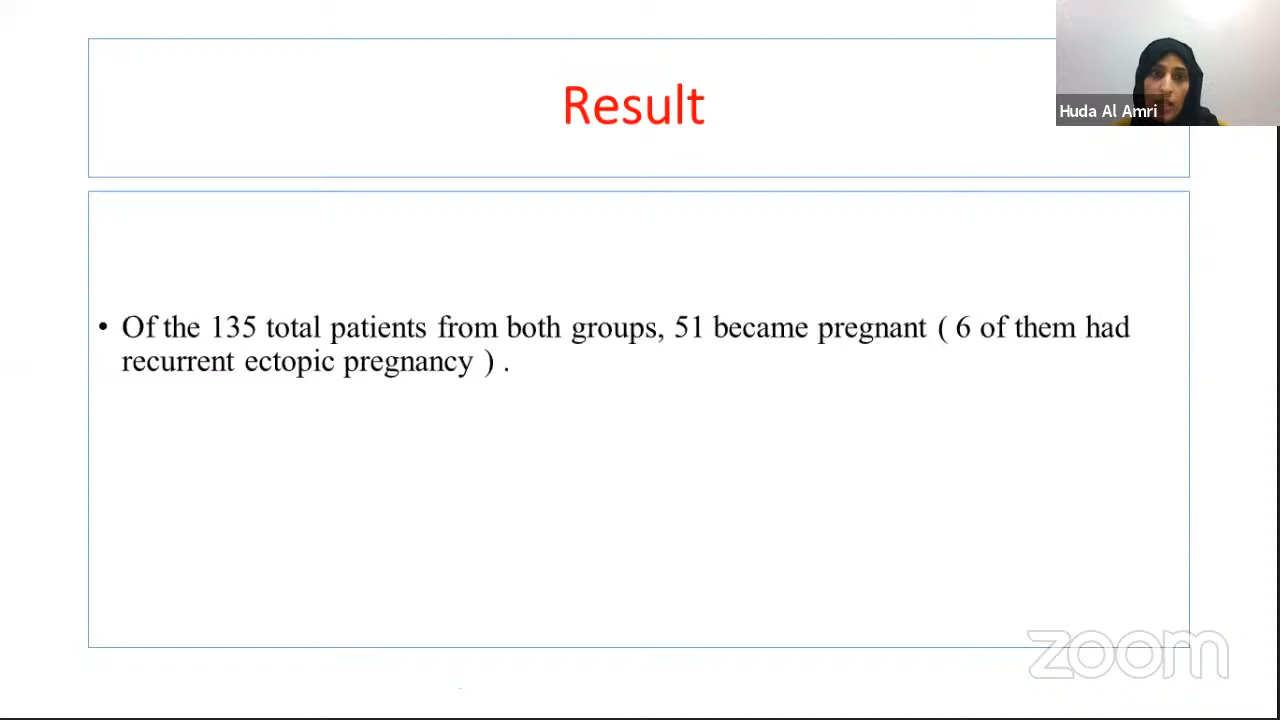 Result
Huda Al Amri
• Of the 135 total patients from both groups, 51 became pregnant ( 6 of them had
recurrent ectopic pregnancy ) .
zoom